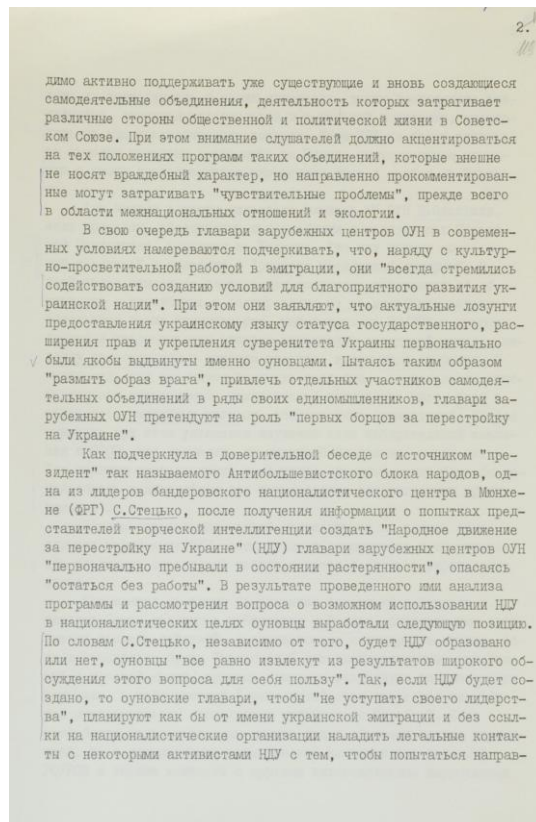 2.
димо активно поддерживать уже существующие и вновь создающиеся
самодеятельные объединения, деятельность которых затрагивает
различные стороны общественной и политической жизни в Советс-
ком Союзе. При этом внимание слушателей должно акцентироваться
на тех положениях программ таких объединений, которые внешне
не носят враждебный характер, но направленно прокомментирован-
ные могут затрагивать "чувствительные проблемы", прежде всего
в области межнациональных отношений и экологии.
В свою очередь главари зарубежных центров ОУН в современ-
ных условиях намереваются подчеркивать, что, наряду с культур-
но-просветительной работой в эмиграции, они "всегда стремились
содействовать созданию условий для благоприятного развития ук-
раинской нации". При этом они заявляют, что актуальные лозунги
предоставления украинскому языку статуса государственного, рас-
ширения прав и укрепления суверенитета Украины первоначально
были якобы выдвинуты именно оуновцами. Пытаясь таким образом
"размыть образ врага", привлечь отдельных участников самодея-
тельных объединений в ряды своих единомышленников, главари за-
рубежных ОУН претендуют на роль "первых борцов за перестройку
на Украине".
Как подчеркнула в доверительной беседе с источником "пре-
зидент" так называемого Антибольшевистского блока народов, од-
на из лидеров бандеровского националистического центра в Мюнхе-
не (ФРГ) С.Стецько, после получения информации о попытках пред-
ставителей творческой интеллигенции создать "Народное движение
за перестройку на Украине" (НДУ) главари зарубежных центров ОУН
"первоначально пребывали в состоянии растерянности", опасаясь
"остаться без работы". В результате проведенного ими анализа
программы и рассмотрения вопроса о возможном использовании НДУ
в националистических целях оуновцы выработали следующую позицию.
По словам С.Стецько, независимо от того, будет НДУ образовано
или нет, оуновцы "все равно извлекут из результатов широкого об-
суждения этого вопроса для себя пользу". Так, если НДУ будет со-
здано, то оуновские главари, чтобы "не уступать своего лидерст-
ва", планируют как бы от имени украинской эмиграции и без ссыл-
ки на националистические организации наладить легальные контак-
ты с некоторыми активистами НДУ с тем, чтобы попытаться направ-